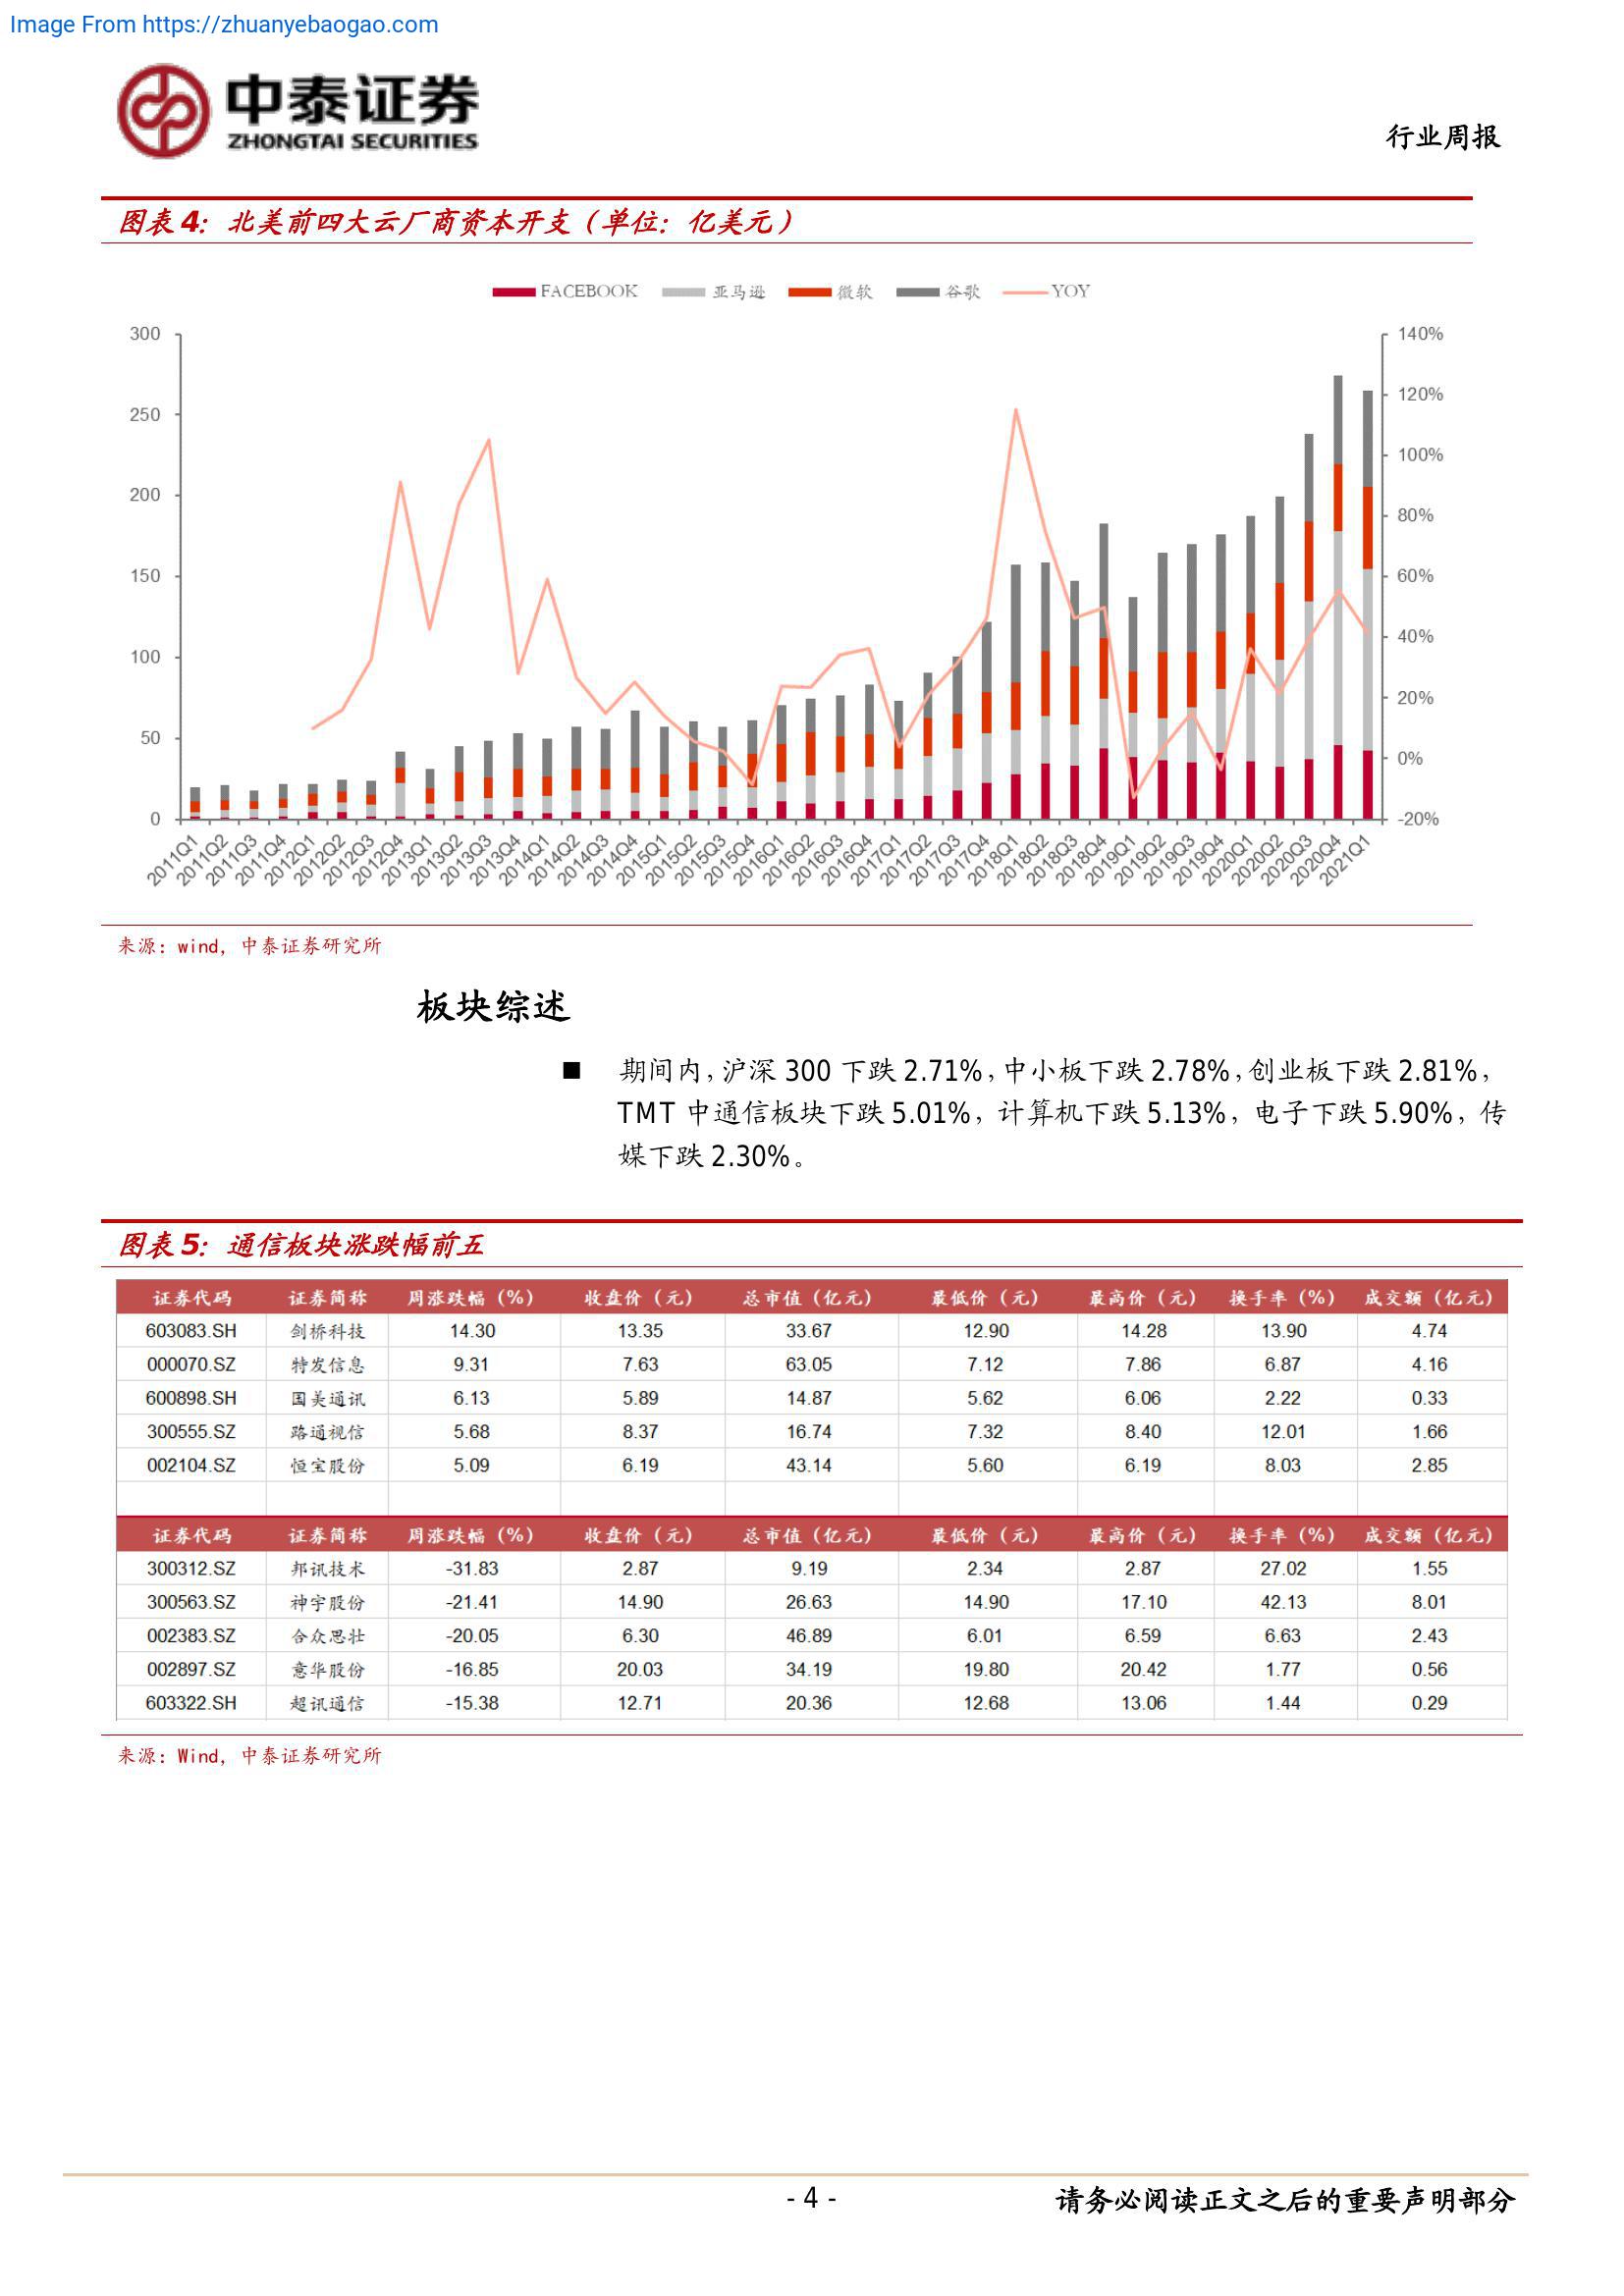 Image From https://zhuanyebaogao.com
中泰证券
ZHONGTAI SECURITIES
行业周报
图表 4：北美前四大云厂商资本开支（单位：亿美元）
FACEBOOK 亚马逊 微软 谷歌 YOY
300 140%
120%
250
100%
200
80%
150 60%
40%
100
20%
50
0%
0 -20%
2011Q1 2011Q2 2011Q3 2011Q4 2012Q1 2012Q2 2012Q3 2012Q4 2013Q1 2013Q2 2013Q3 2013Q4 2014Q1 2014Q2 2014Q3 2014Q4 2015Q1 2015Q2 2015Q3 2015Q4 2016Q1 2016Q2 2016Q3 2016Q4 2017Q1 2017Q2 2017Q3 2017Q4 2018Q1 2018Q2 2018Q3 2018Q4 2019Q1 2019Q2 2019Q3 2019Q4 2020Q1 2020Q2 2020Q3 2020Q4 2021Q1
来源：wind，中泰证券研究所
板块综述
■ 期间内，沪深 300 下跌 2.71%，中小板下跌 2.78%，创业板下跌 2.81%，
TMT 中通信板块下跌 5.01%，计算机下跌 5.13%，电子下跌 5.90%，传
媒下跌 2.30%。
图表 5：通信板块涨跌幅前五
证券代码 证券简称 周涨跌幅（%） 收盘价（元） 总市值（亿元） 最低价（元） 最高价（元） 换手率（%） 成交额（亿元）
603083.SH 剑桥科技 14.30 13.35 33.67 12.90 14.28 13.90 4.74
000070.SZ 特发信息 9.31 7.63 63.05 7.12 7.86 6.87 4.16
600898.SH 国美通讯 6.13 5.89 14.87 5.62 6.06 2.22 0.33
300555.SZ 路通视信 5.68 8.37 16.74 7.32 8.40 12.01 1.66
002104.SZ 恒宝股份 5.09 6.19 43.14 5.60 6.19 8.03 2.85
证券代码 证券简称 周涨跌幅（%） 收盘价（元） 总市值（亿元） 最低价（元） 最高价（元） 换手率（%） 成交额（亿元）
300312.SZ 邦讯技术 -31.83 2.87 9.19 2.34 2.87 27.02 1.55
300563.SZ 神宇股份 -21.41 14.90 26.63 14.90 17.10 42.13 8.01
002383.SZ 合众思壮 -20.05 6.30 46.89 6.01 6.59 6.63 2.43
002897.SZ 意华股份 -16.85 20.03 34.19 19.80 20.42 1.77 0.56
603322.SH 超讯通信 -15.38 12.71 20.36 12.68 13.06 1.44 0.29
来源：Wind，中泰证券研究所
- 4 -
请务必阅读正文之后的重要声明部分